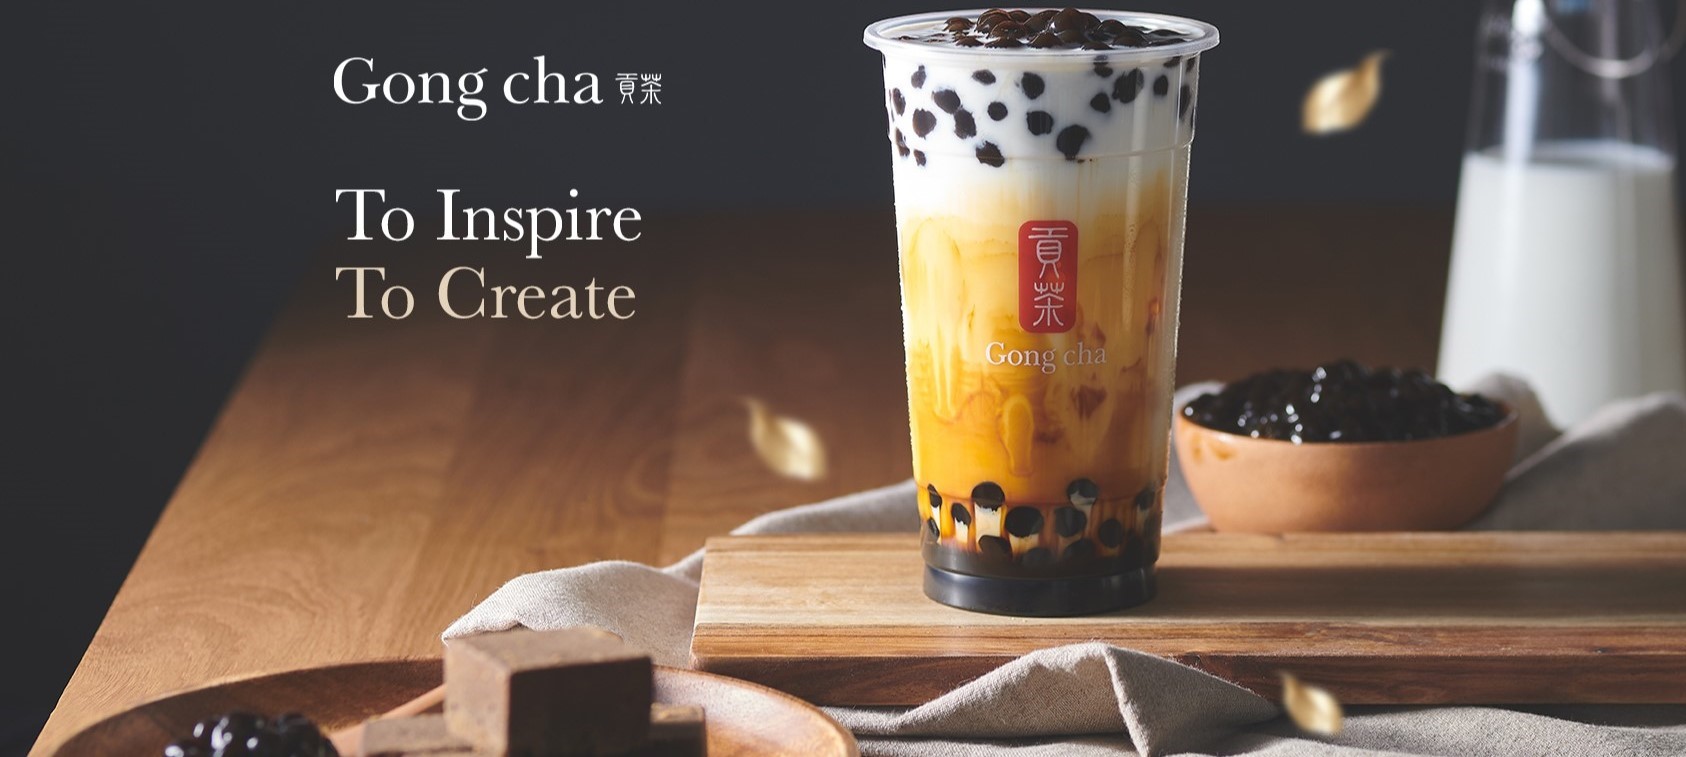 Gong cha 貢茶
To Inspire
To Create
貢茶
Gong cha